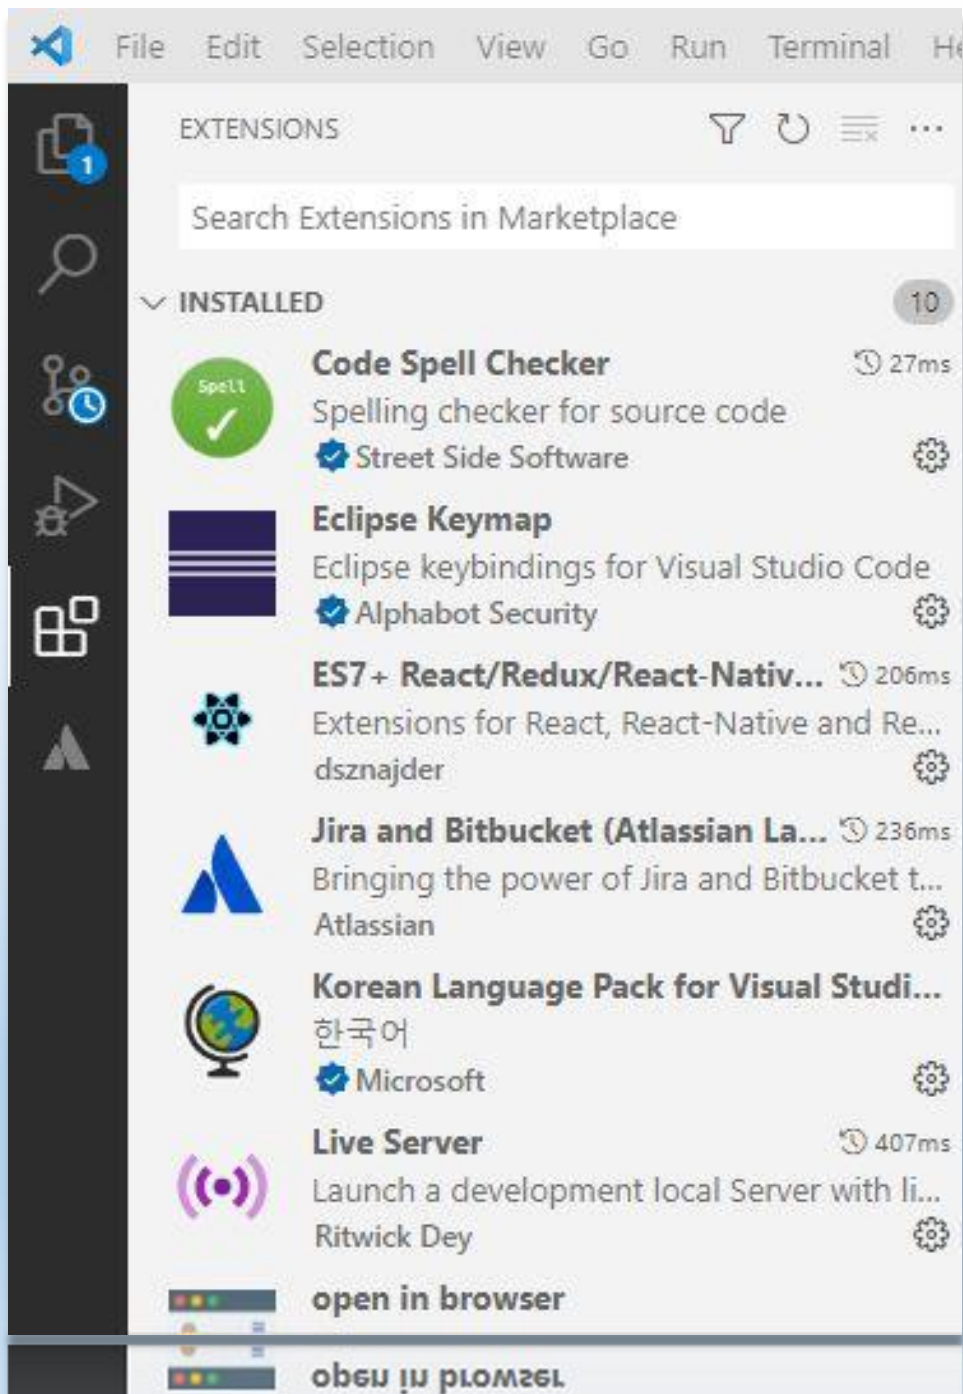 File Edit Selection View Go Run Terminal He
EXTENSIONS
1
Search Extensions in Marketplace
INSTALLED 10
Spell
Code Spell Checker 27ms
Spelling checker for source code
Street Side Software
Eclipse Keymap
Eclipse keybindings for Visual Studio Code
Alphabot Security
ES7+ React/Redux/React-Nativ... 206ms
Extensions for React, React-Native and Re...
dsznajder
Jira and Bitbucket (Atlassian La... 236ms
Bringing the power of Jira and Bitbucket t...
Atlassian
Korean Language Pack for Visual Studi...
한국어
Microsoft
Live Server 407ms
Launch a development local Server with li...
Ritwick Dey
open in browser